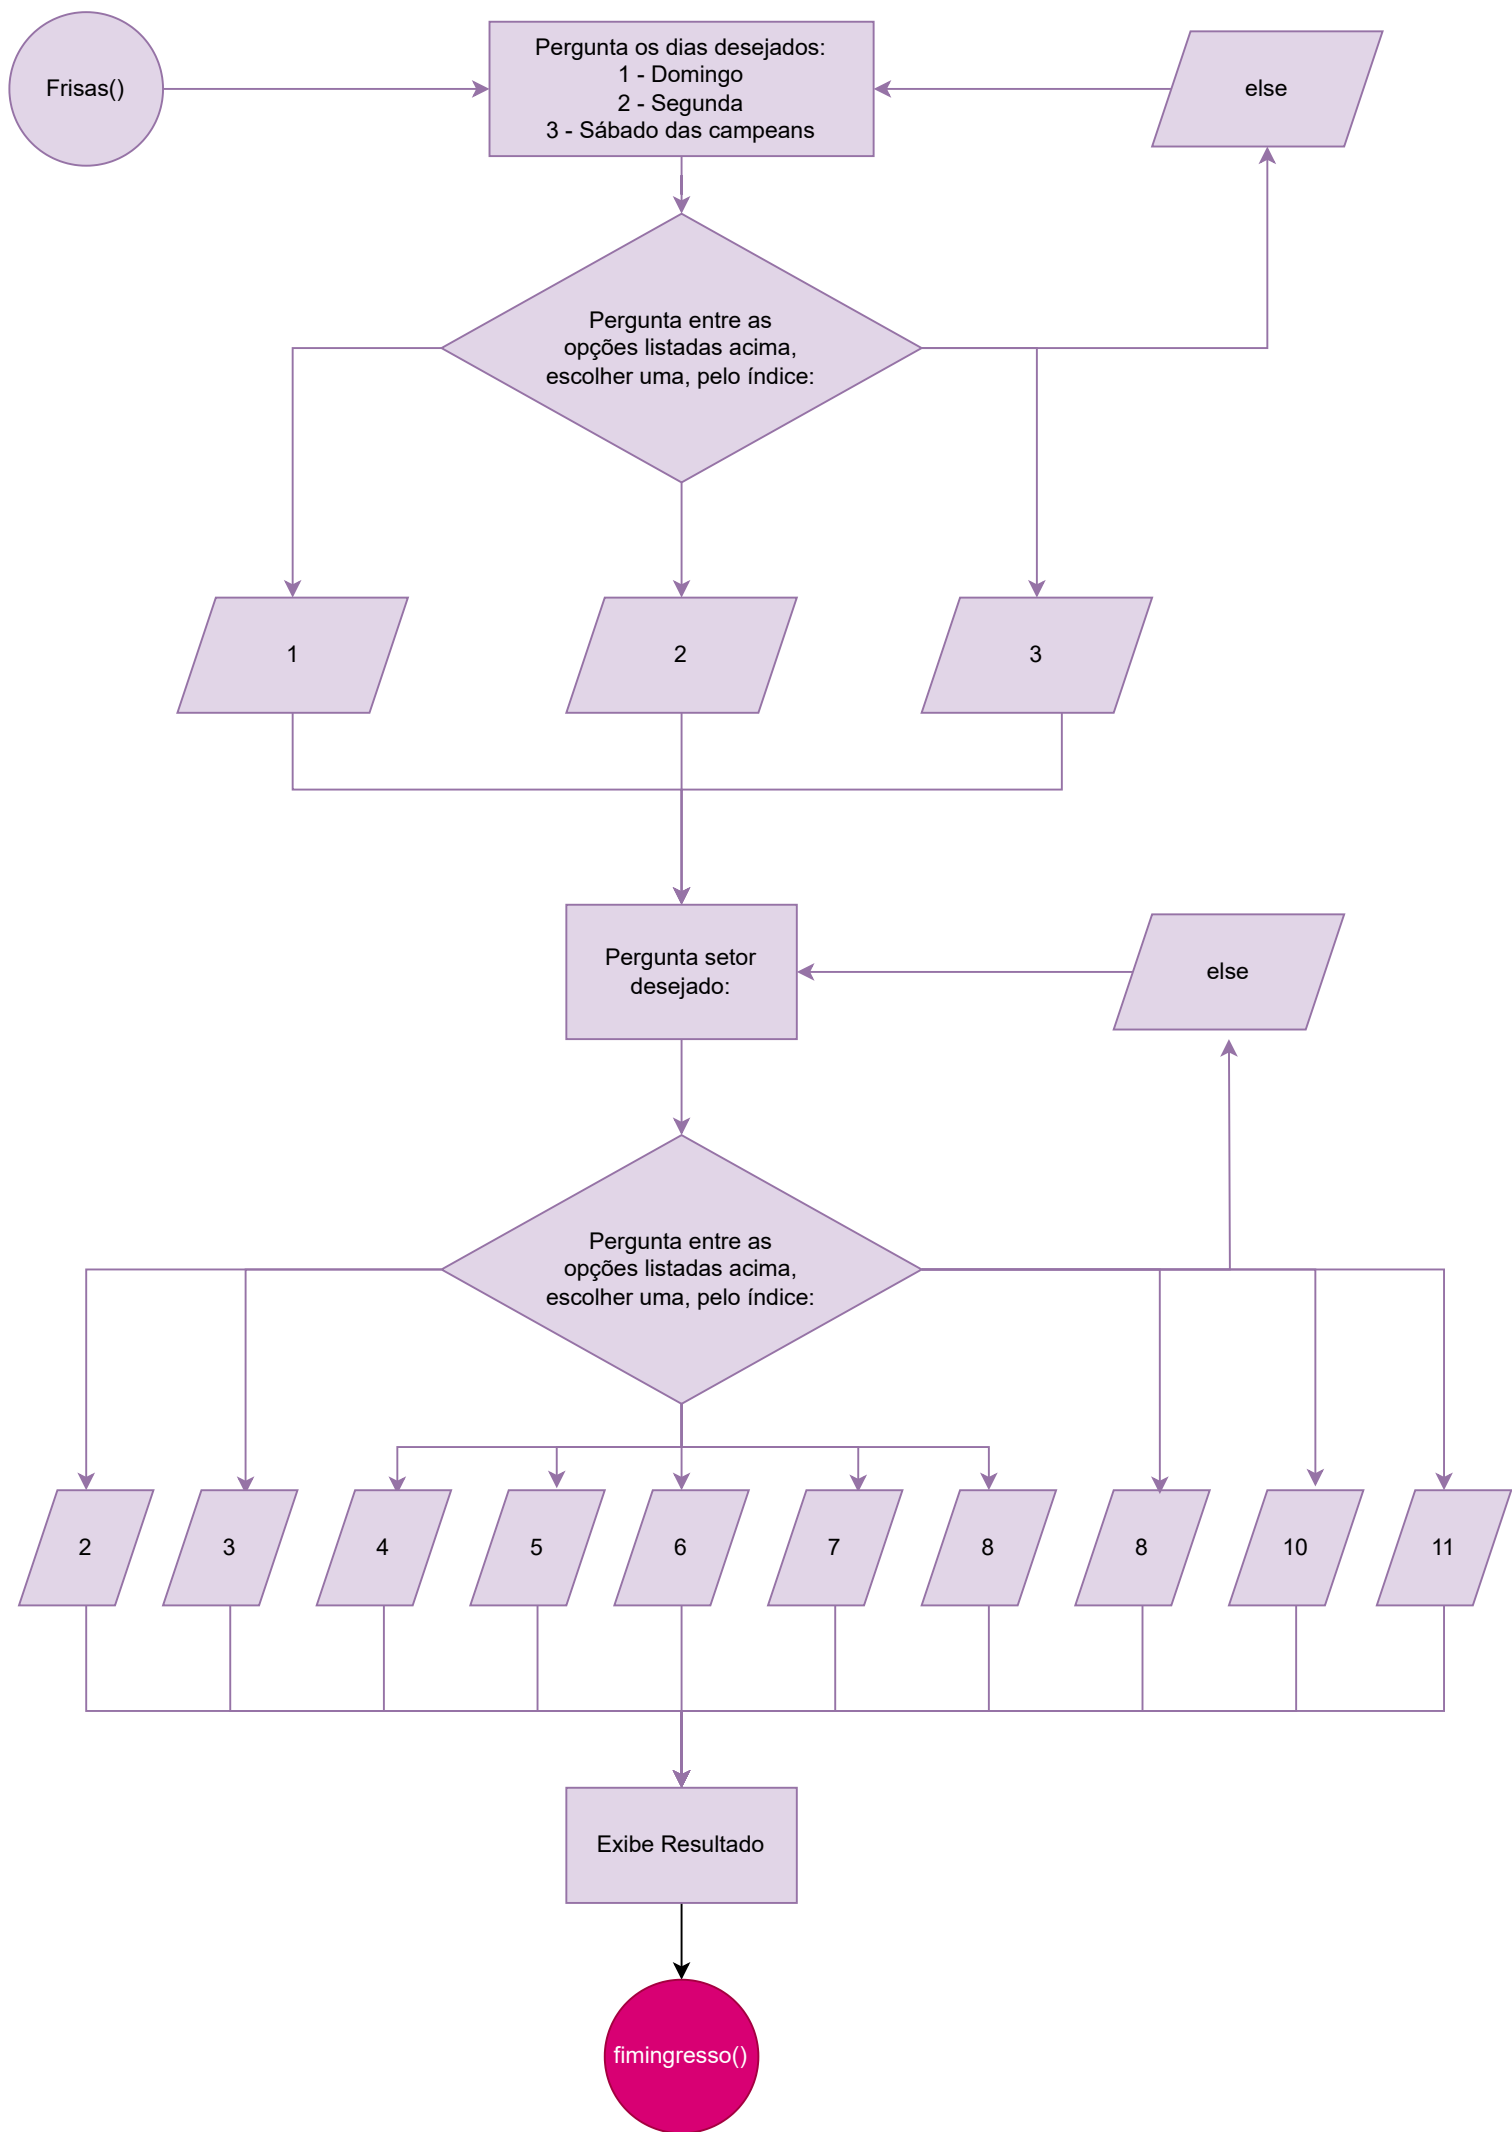 Frisas()
Pergunta os dias desejados:
1 - Domingo
2 - Segunda
3 - Sábado das campeans
else
Pergunta entre as
opções listadas acima,
escolher uma, pelo índice:
1
2
3
Pergunta setor
desejado:
else
Pergunta entre as
opções listadas acima,
escolher uma, pelo índice:
2
3
4
5
6
7
8
8
10
11
Exibe Resultado
fimingresso()